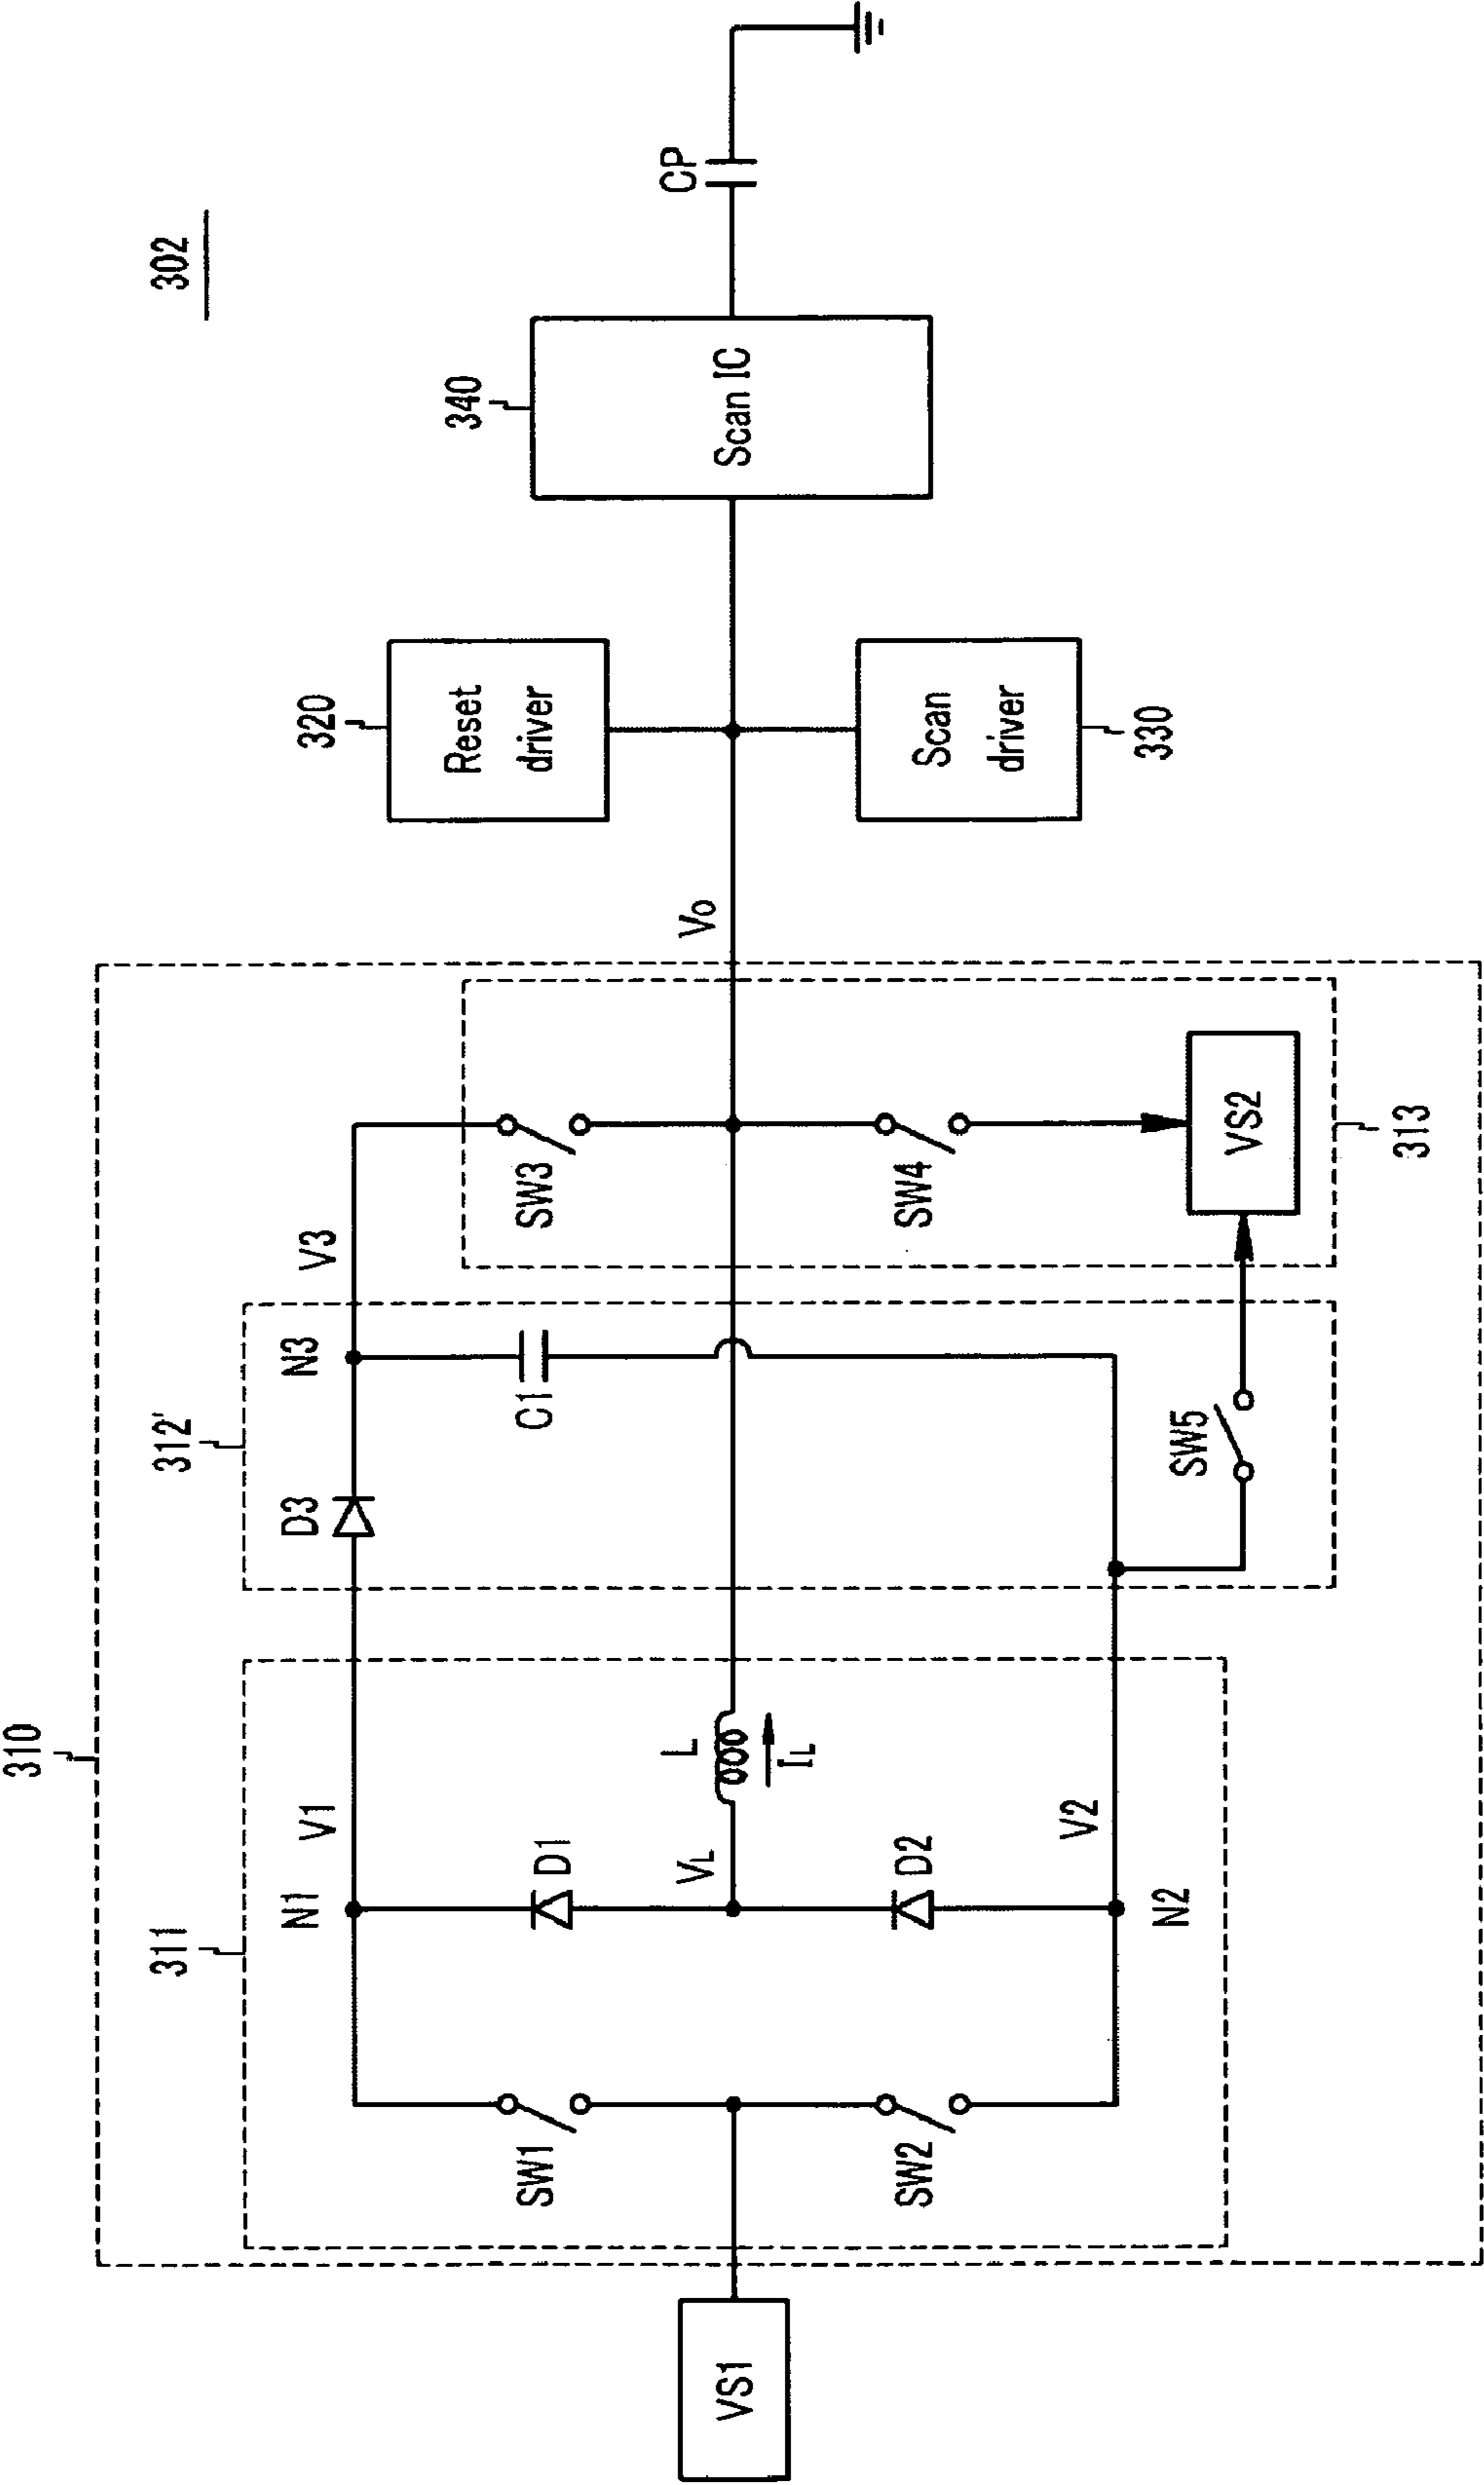 302
310
311
312'
N1
V1
D3
N3
V3
320
Reset
driver
340
Scan IC
CP
SW1
D1
C1
SW3
VS1
VL
L
IL
Vo
SW2
D2
SW4
Scan
driver
330
N2
V2
SW5
VS2
313